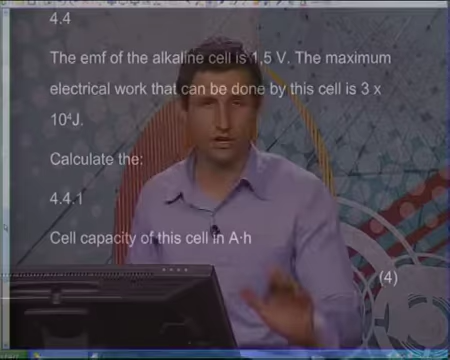 4.4
The emf of the alkaline cell is 1,5 V. The maximum
electrical work that can be done by this cell is 3 x
10⁴J.
Calculate the:
4.4.1
Cell capacity of this cell in A·h
(4)